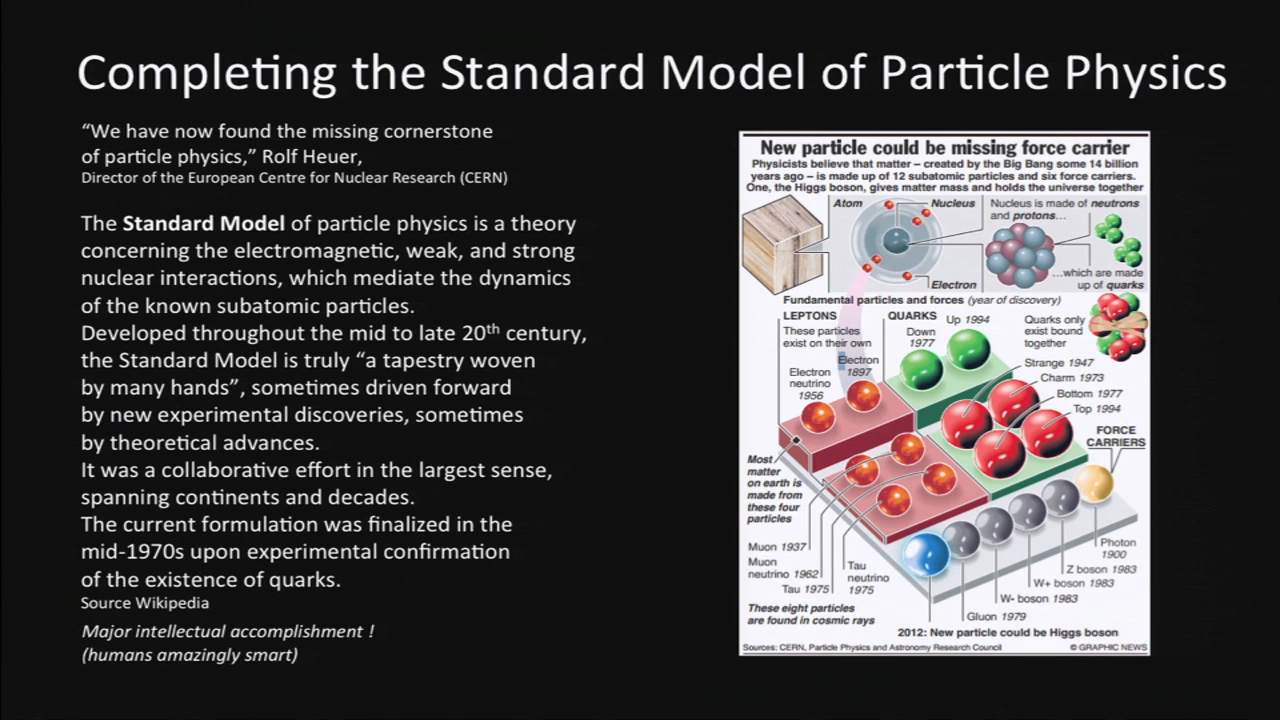 Completing the Standard Model of Particle Physics
“We have now found the missing cornerstone
of particle physics,” Rolf Heuer,
Director of the European Centre for Nuclear Research (CERN)
The Standard Model of particle physics is a theory
concerning the electromagnetic, weak, and strong
nuclear interactions, which mediate the dynamics
of the known subatomic particles.
Developed throughout the mid to late 20th century,
the Standard Model is truly “a tapestry woven
by many hands”, sometimes driven forward
by new experimental discoveries, sometimes
by theoretical advances.
It was a collaborative effort in the largest sense,
spanning continents and decades.
The current formulation was finalized in the
mid-1970s upon experimental confirmation
of the existence of quarks.
Source Wikipedia
Major intellectual accomplishment !
(humans amazingly smart)
New particle could be missing force carrier
Physicists believe that matter – created by the Big Bang some 14 billion
years ago – is made up of 12 subatomic particles and six force carriers.
One, the Higgs boson, gives matter mass and holds the universe together
Atom
Nucleus
Electron
Nucleus is made of neutrons
and protons...
...which are made
up of quarks
Fundamental particles and forces (year of discovery)
LEPTONS
These particles
exist on their own
Electron
1897
Electron
neutrino
1956
QUARKS
Down
1977
Up 1994
Quarks only
exist bound
together
Strange 1947
Charm 1973
Bottom 1977
Top 1994
FORCE
CARRIERS
Most
matter
on earth is
made from
these four
particles
Muon 1937
Muon
neutrino 1962
Tau 1975
Tau
neutrino
1975
Photon
1900
Z boson 1983
W+ boson 1983
W- boson 1983
Gluon 1979
These eight particles
are found in cosmic rays
2012: New particle could be Higgs boson
Sources: CERN, Particle Physics and Astronomy Research Council
© GRAPHIC NEWS